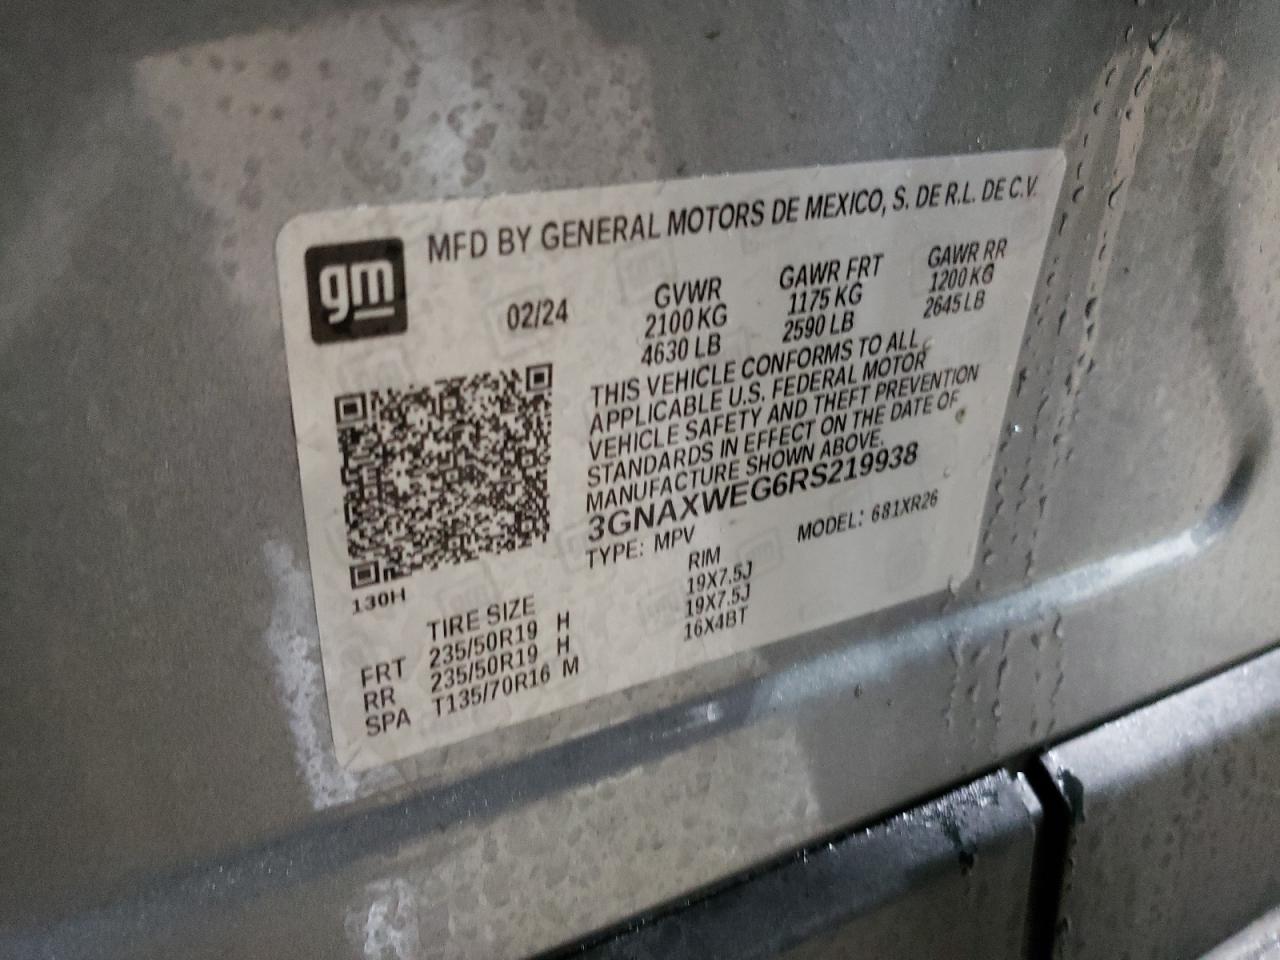 gm
MFD BY GENERAL MOTORS DE MEXICO, S. DE R.L. DE C.V.
02/24
GVWR GAWR FRT GAWR RR
2100 KG 1175 KG 1200 KG
4630 LB 2590 LB 2645 LB
THIS VEHICLE CONFORMS TO ALL
APPLICABLE U.S. FEDERAL MOTOR
VEHICLE SAFETY AND THEFT PREVENTION
STANDARDS IN EFFECT ON THE DATE OF
MANUFACTURE SHOWN ABOVE.
3GNAXWEG6RS219938
TYPE: MPV MODEL: 681XR26
130H
TIRE SIZE RIM
FRT 235/50R19 H 19X7.5J
RR 235/50R19 H 19X7.5J
SPA T135/70R16 M 16X4BT